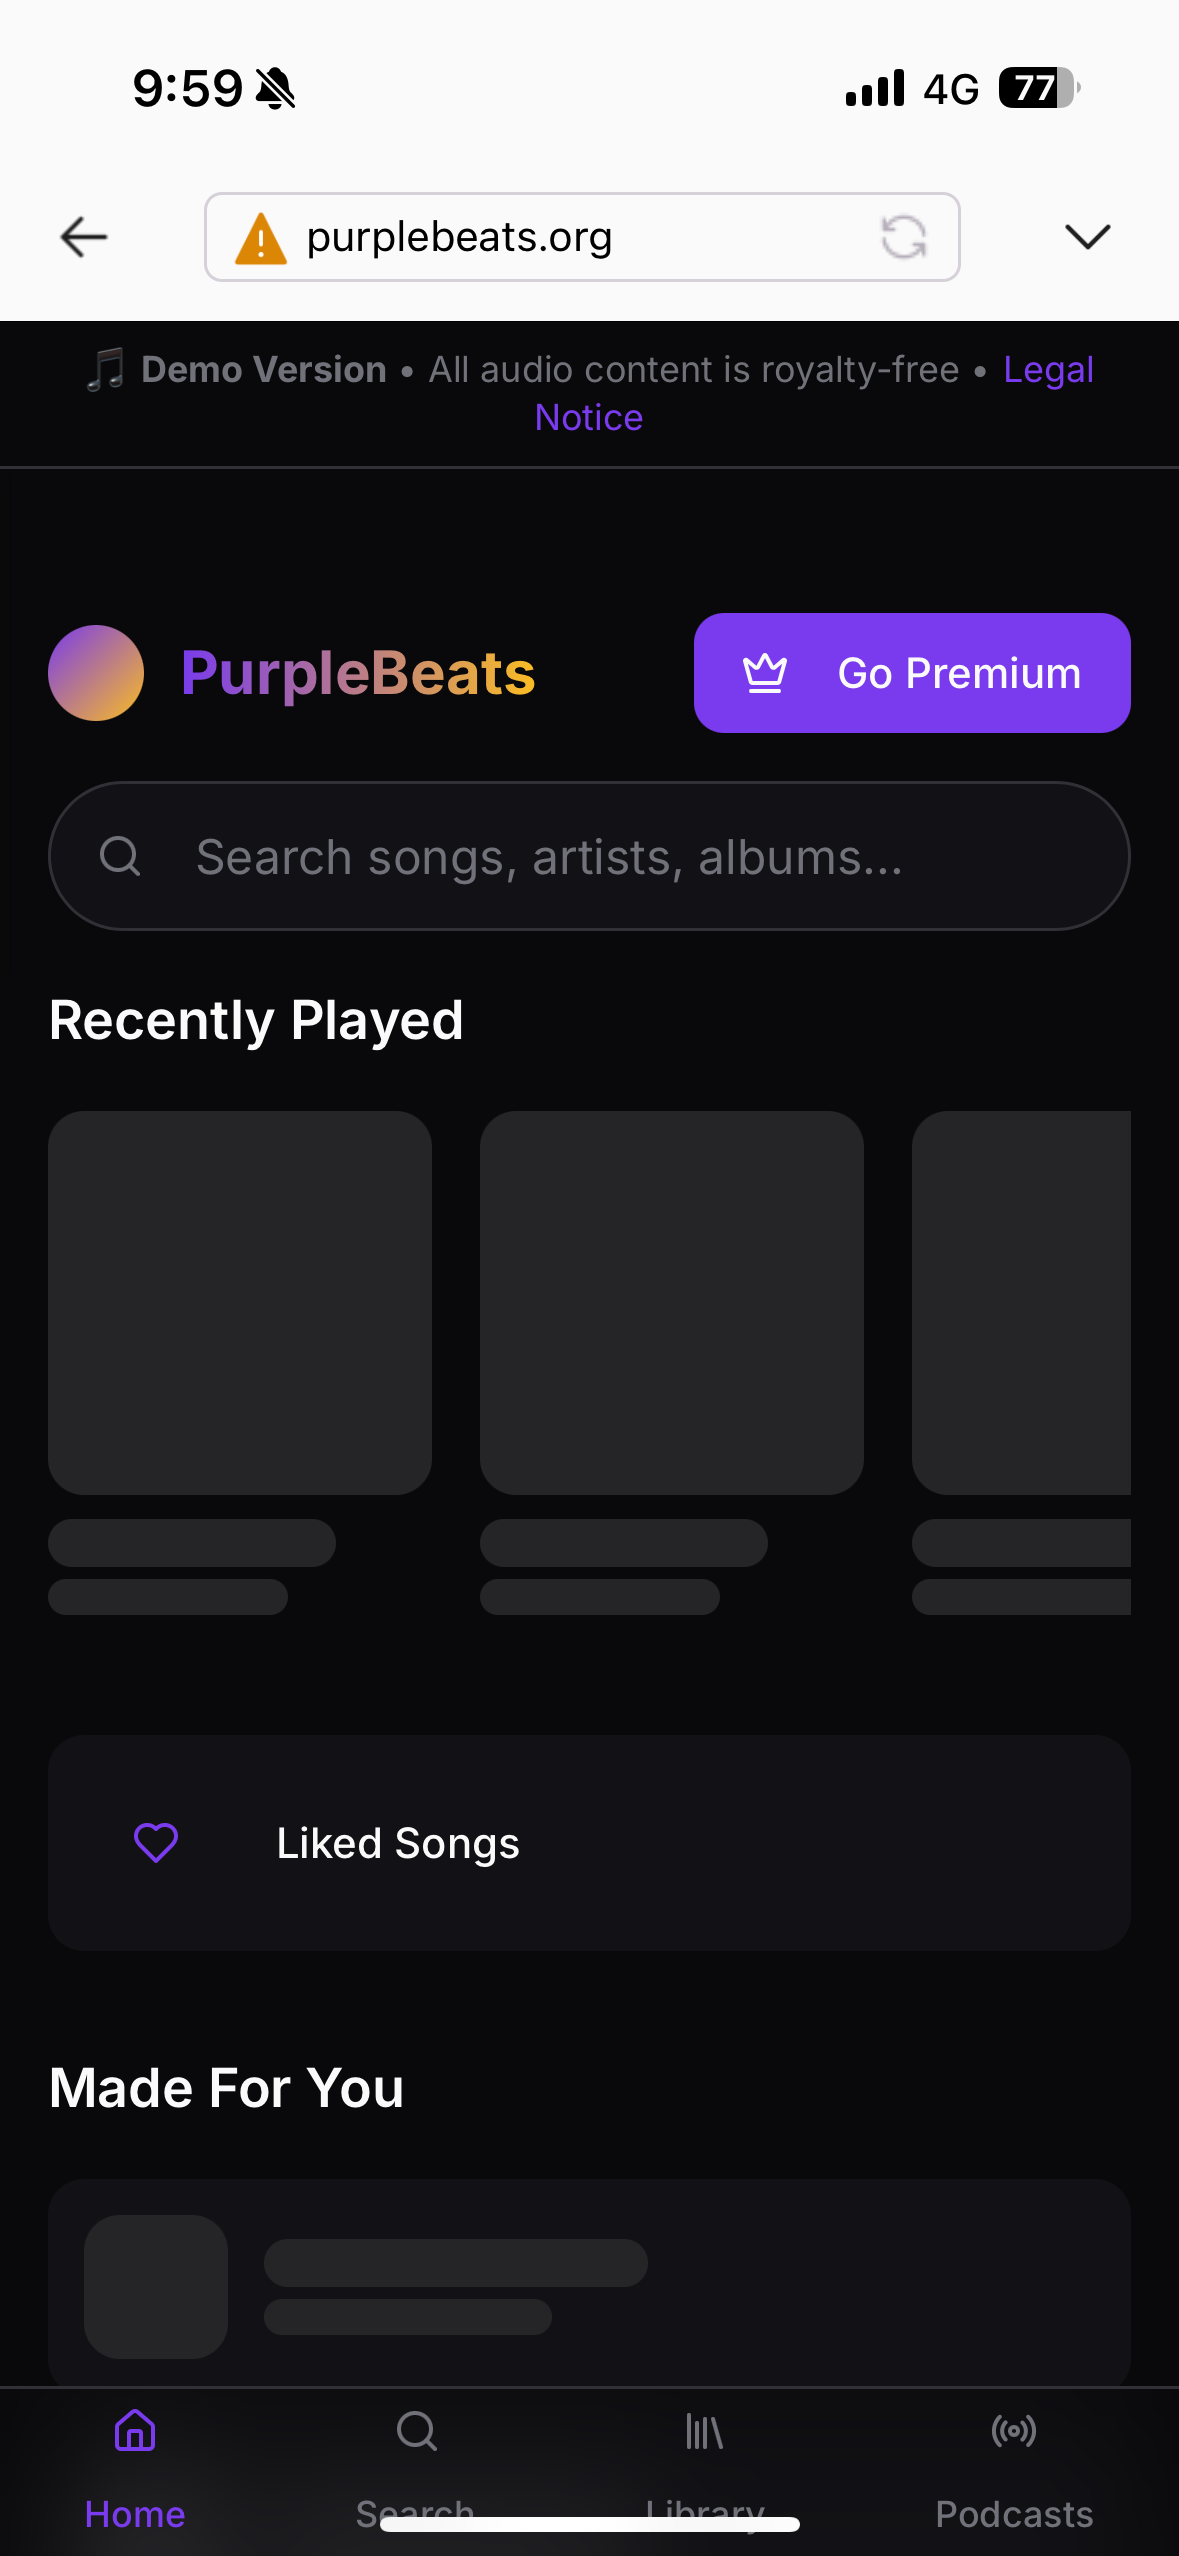 9:59
4G
77
purplebeats.org
🎵 Demo Version • All audio content is royalty-free • Legal
Notice
PurpleBeats
Go Premium
Search songs, artists, albums...
Recently Played
Liked Songs
Made For You
Home
Search
Library
Podcasts